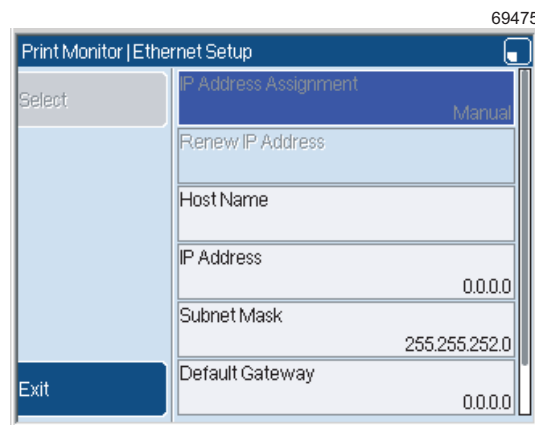 69475
Print Monitor | Ethernet Setup
Select
IP Address Assignment
Manual
Renew IP Address
Host Name
IP Address
0.0.0.0
Subnet Mask
255.255.252.0
Default Gateway
0.0.0.0
Exit